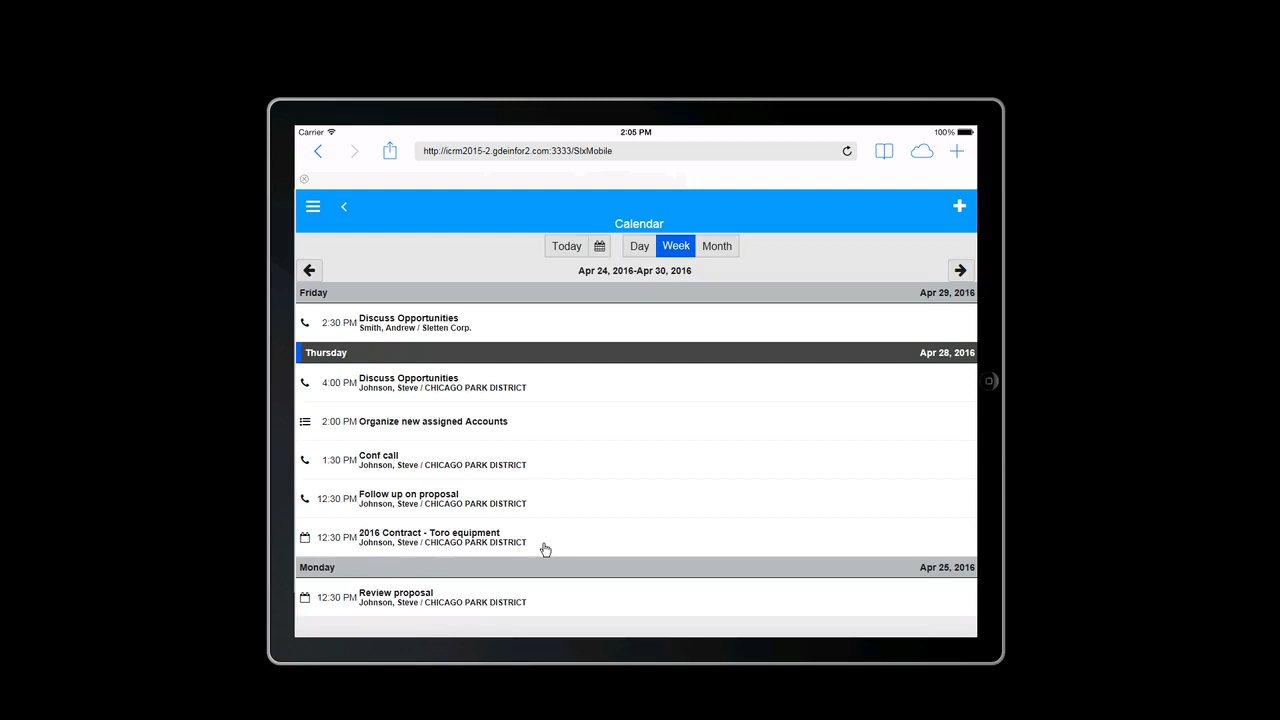 Carrier 2:05 PM 100%
http://icrm2015-2.gdeinfor2.com:3333/SlxMobile
Calendar
Today Day Week Month
Apr 24, 2016-Apr 30, 2016
Friday Apr 29, 2016
2:30 PM Discuss Opportunities
Smith, Andrew / Sletten Corp.
Thursday Apr 28, 2016
4:00 PM Discuss Opportunities
Johnson, Steve / CHICAGO PARK DISTRICT
2:00 PM Organize new assigned Accounts
1:30 PM Conf call
Johnson, Steve / CHICAGO PARK DISTRICT
12:30 PM Follow up on proposal
Johnson, Steve / CHICAGO PARK DISTRICT
12:30 PM 2016 Contract - Toro equipment
Johnson, Steve / CHICAGO PARK DISTRICT
Monday Apr 25, 2016
12:30 PM Review proposal
Johnson, Steve / CHICAGO PARK DISTRICT